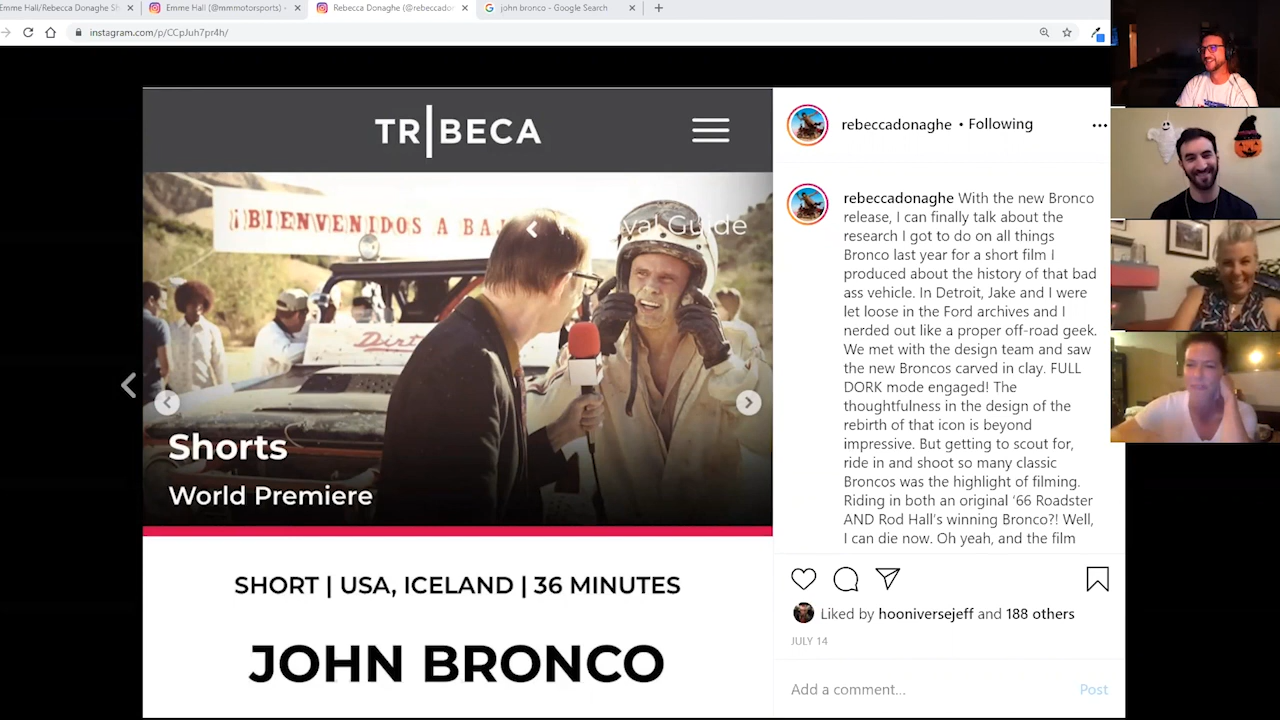 Emme Hall/Rebecca Donaghe Sh
Emme Hall (@mmmotorsports) •
Rebecca Donaghe (@rebeccadon
john bronco - Google Search
instagram.com/p/CCpJuh7pr4h/
TR|BECA
¡BIENVENIDOS A BAJ
val Guide
Dirt
Shorts
World Premiere
SHORT | USA, ICELAND | 36 MINUTES
JOHN BRONCO
rebeccadonaghe • Following
rebeccadonaghe With the new Bronco
release, I can finally talk about the
research I got to do on all things
Bronco last year for a short film I
produced about the history of that bad
ass vehicle. In Detroit, Jake and I were
let loose in the Ford archives and I
nerded out like a proper off-road geek.
We met with the design team and saw
the new Broncos carved in clay. FULL
DORK mode engaged! The
thoughtfulness in the design of the
rebirth of that icon is beyond
impressive. But getting to scout for,
ride in and shoot so many classic
Broncos was the highlight of filming.
Riding in both an original ‘66 Roadster
AND Rod Hall’s winning Bronco?! Well,
I can die now. Oh yeah, and the film
Liked by hooniversejeff and 188 others
JULY 14
Add a comment...
Post